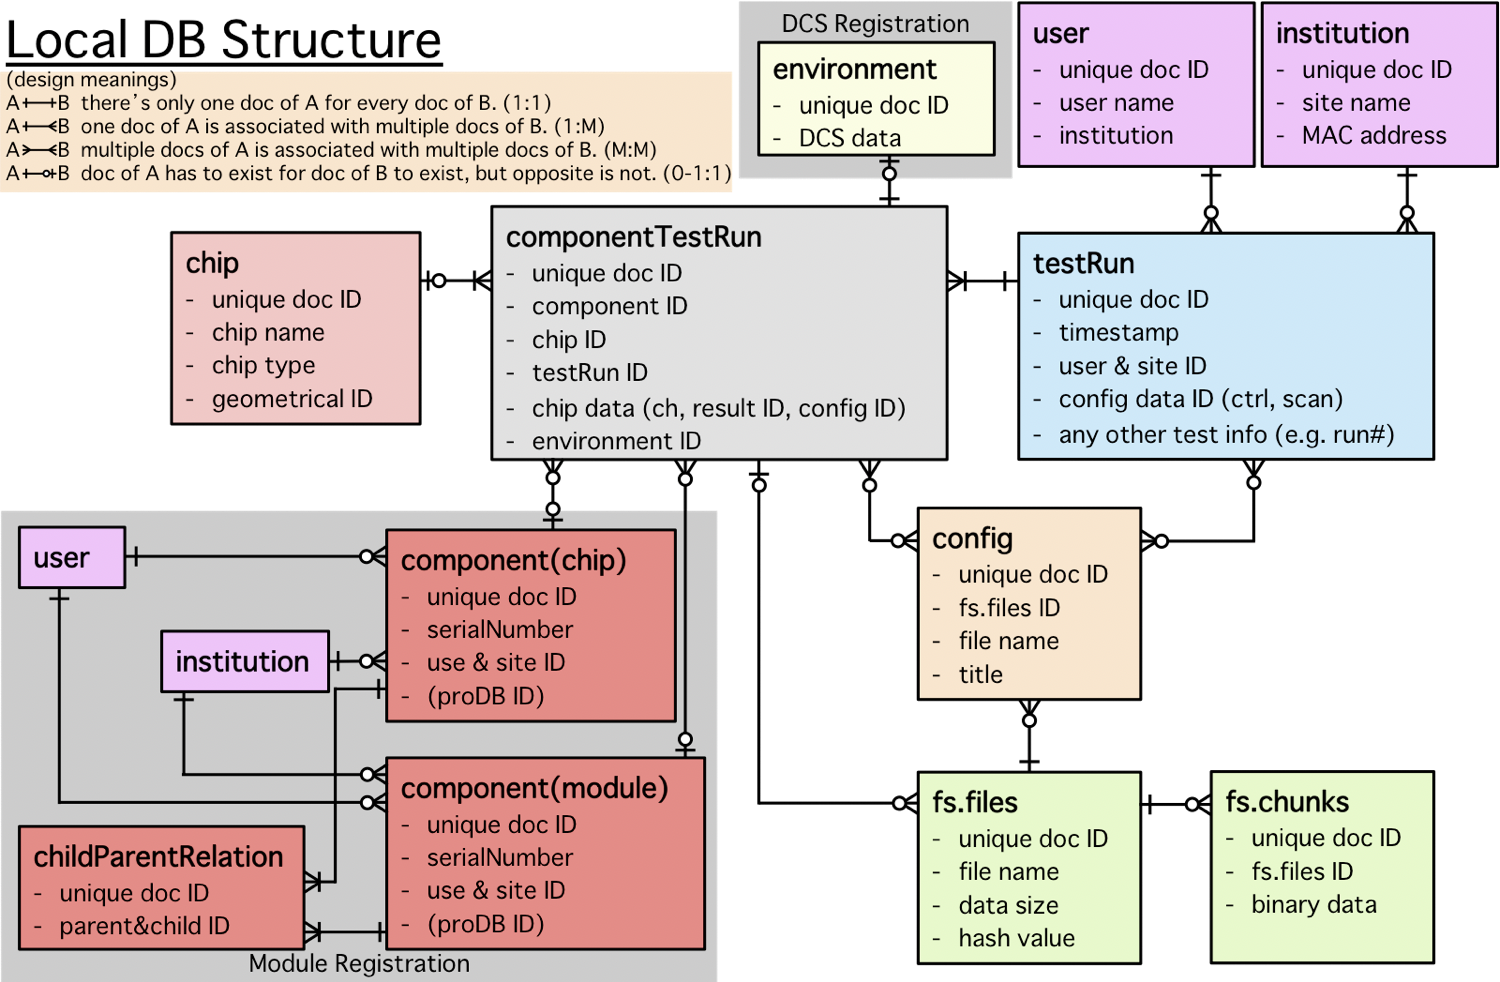 Local DB Structure
(design meanings)
A B there's only one doc of A for every doc of B. (1:1)
A B one doc of A is associated with multiple docs of B. (1:M)
A B multiple docs of A is associated with multiple docs of B. (M:M)
A B doc of A has to exist for doc of B to exist, but opposite is not. (0-1:1)
DCS Registration
environment
- unique doc ID
- DCS data
user
- unique doc ID
- user name
- institution
institution
- unique doc ID
- site name
- MAC address
chip
- unique doc ID
- chip name
- chip type
- geometrical ID
componentTestRun
- unique doc ID
- component ID
- chip ID
- testRun ID
- chip data (ch, result ID, config ID)
- environment ID
testRun
- unique doc ID
- timestamp
- user & site ID
- config data ID (ctrl, scan)
- any other test info (e.g. run#)
user
institution
component(chip)
- unique doc ID
- serialNumber
- use & site ID
- (proDB ID)
component(module)
- unique doc ID
- serialNumber
- use & site ID
- (proDB ID)
childParentRelation
- unique doc ID
- parent&child ID
Module Registration
config
- unique doc ID
- fs.files ID
- file name
- title
fs.files
- unique doc ID
- file name
- data size
- hash value
fs.chunks
- unique doc ID
- fs.files ID
- binary data